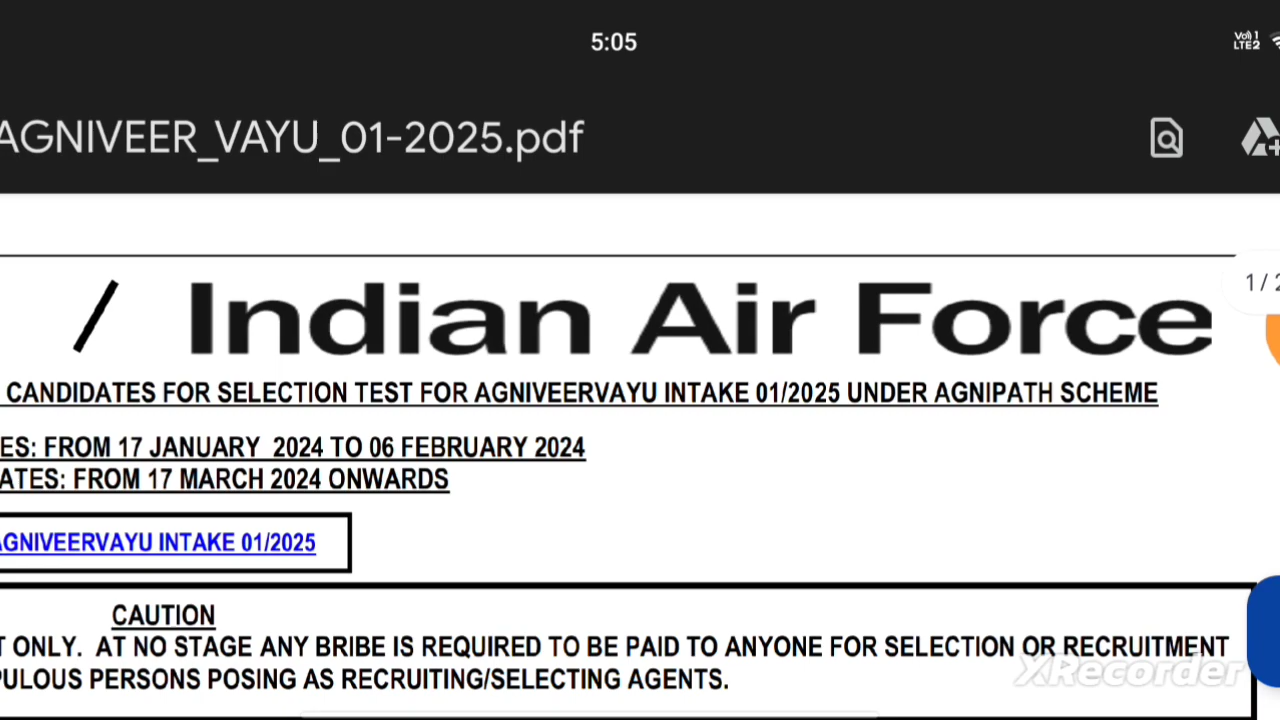 5:05
Vol) 1
LTE2
AGNIVEER_VAYU_01-2025.pdf
/ Indian Air Force
1 / 2
CANDIDATES FOR SELECTION TEST FOR AGNIVEERVAYU INTAKE 01/2025 UNDER AGNIPATH SCHEME
ES: FROM 17 JANUARY 2024 TO 06 FEBRUARY 2024
ATES: FROM 17 MARCH 2024 ONWARDS
AGNIVEERVAYU INTAKE 01/2025
CAUTION
T ONLY. AT NO STAGE ANY BRIBE IS REQUIRED TO BE PAID TO ANYONE FOR SELECTION OR RECRUITMENT
PULOUS PERSONS POSING AS RECRUITING/SELECTING AGENTS.
XRecorder